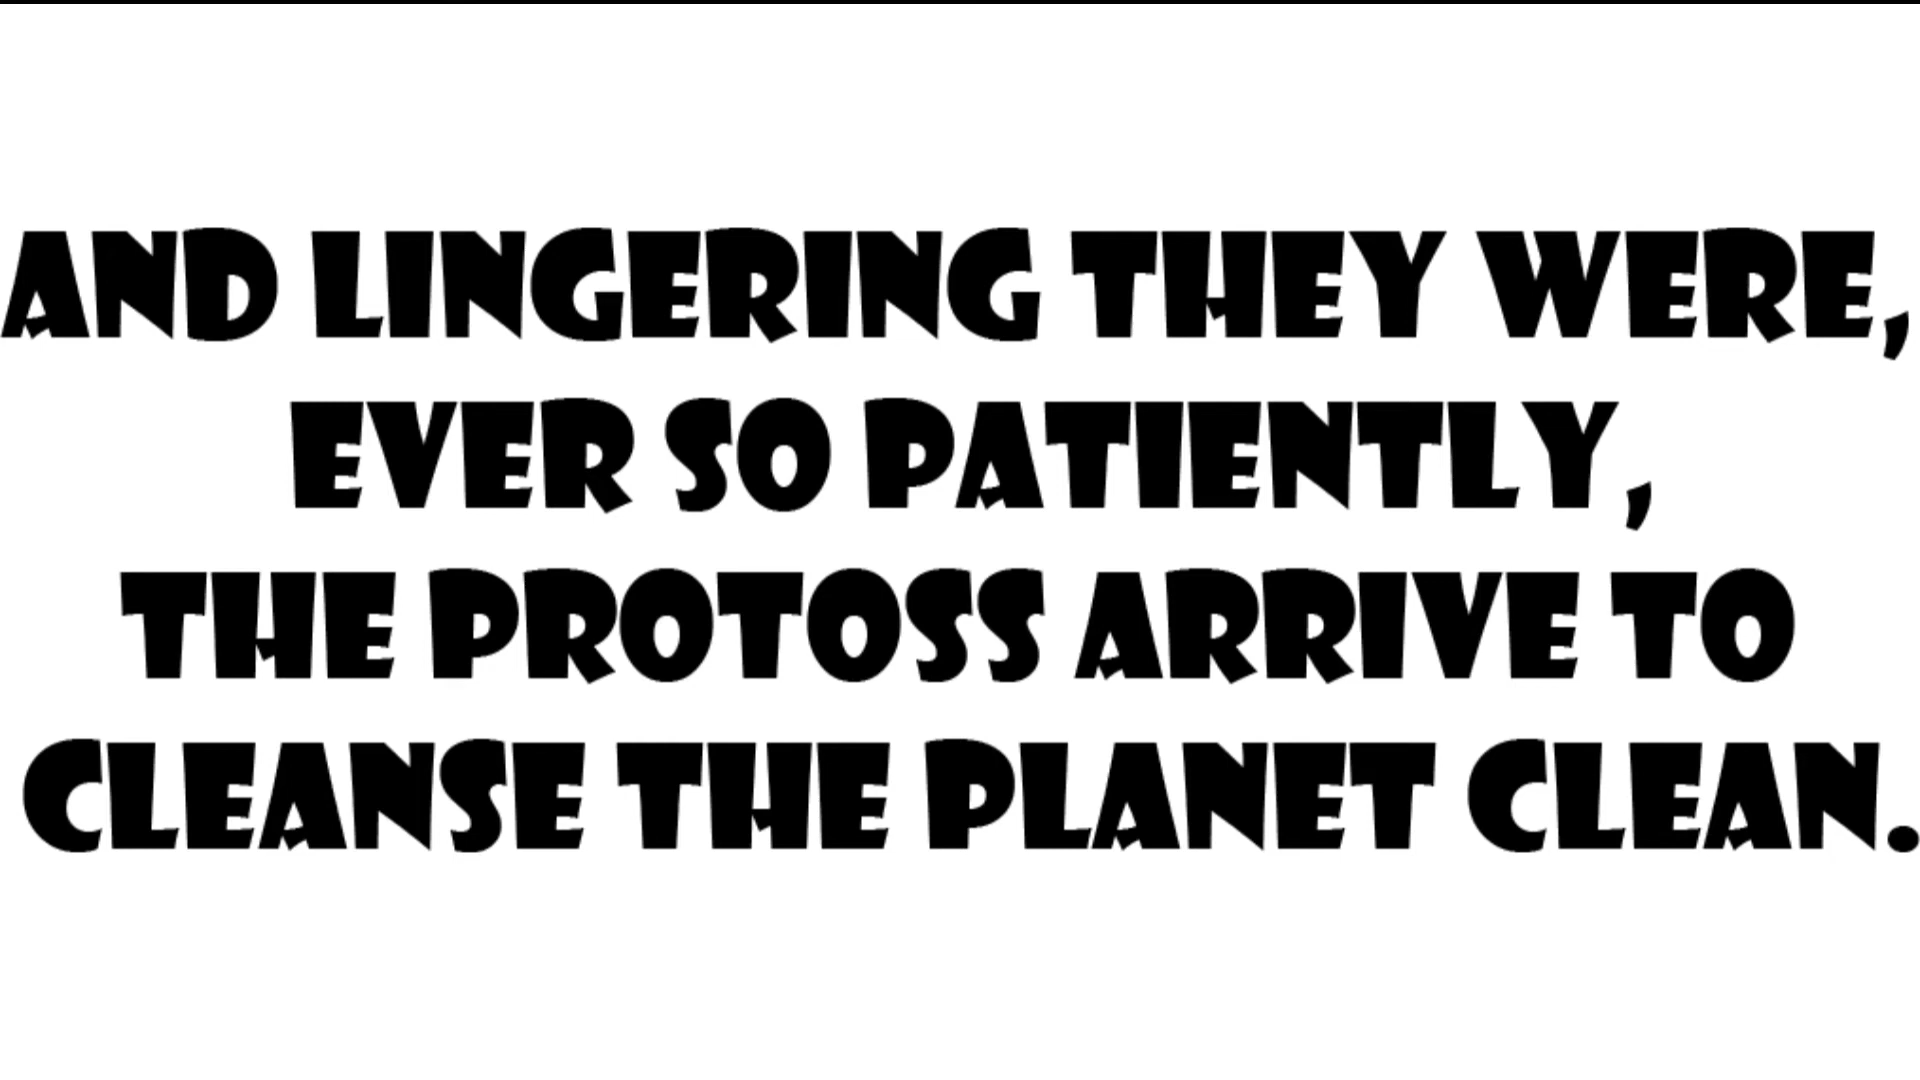 AND LINGERING THEY WERE,
EVER SO PATIENTLY,
THE PROTOSS ARRIVE TO
CLEANSE THE PLANET CLEAN.